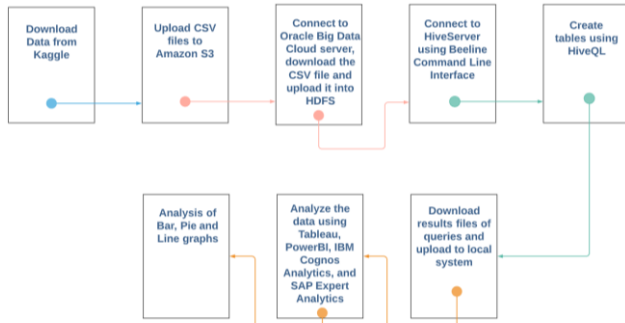 Download
Data from
Kaggle
Upload CSV
files to
Amazon S3
Connect to
Oracle Big Data
Cloud server,
download the
CSV file and
upload it into
HDFS
Connect to
HiveServer
using Beeline
Command Line
Interface
Create
tables using
HiveQL
Analysis of
Bar, Pie and
Line graphs
Analyze the
data using
Tableau,
PowerBI, IBM
Cognos
Analytics, and
SAP Expert
Analytics
Download
results files of
queries and
upload to local
system